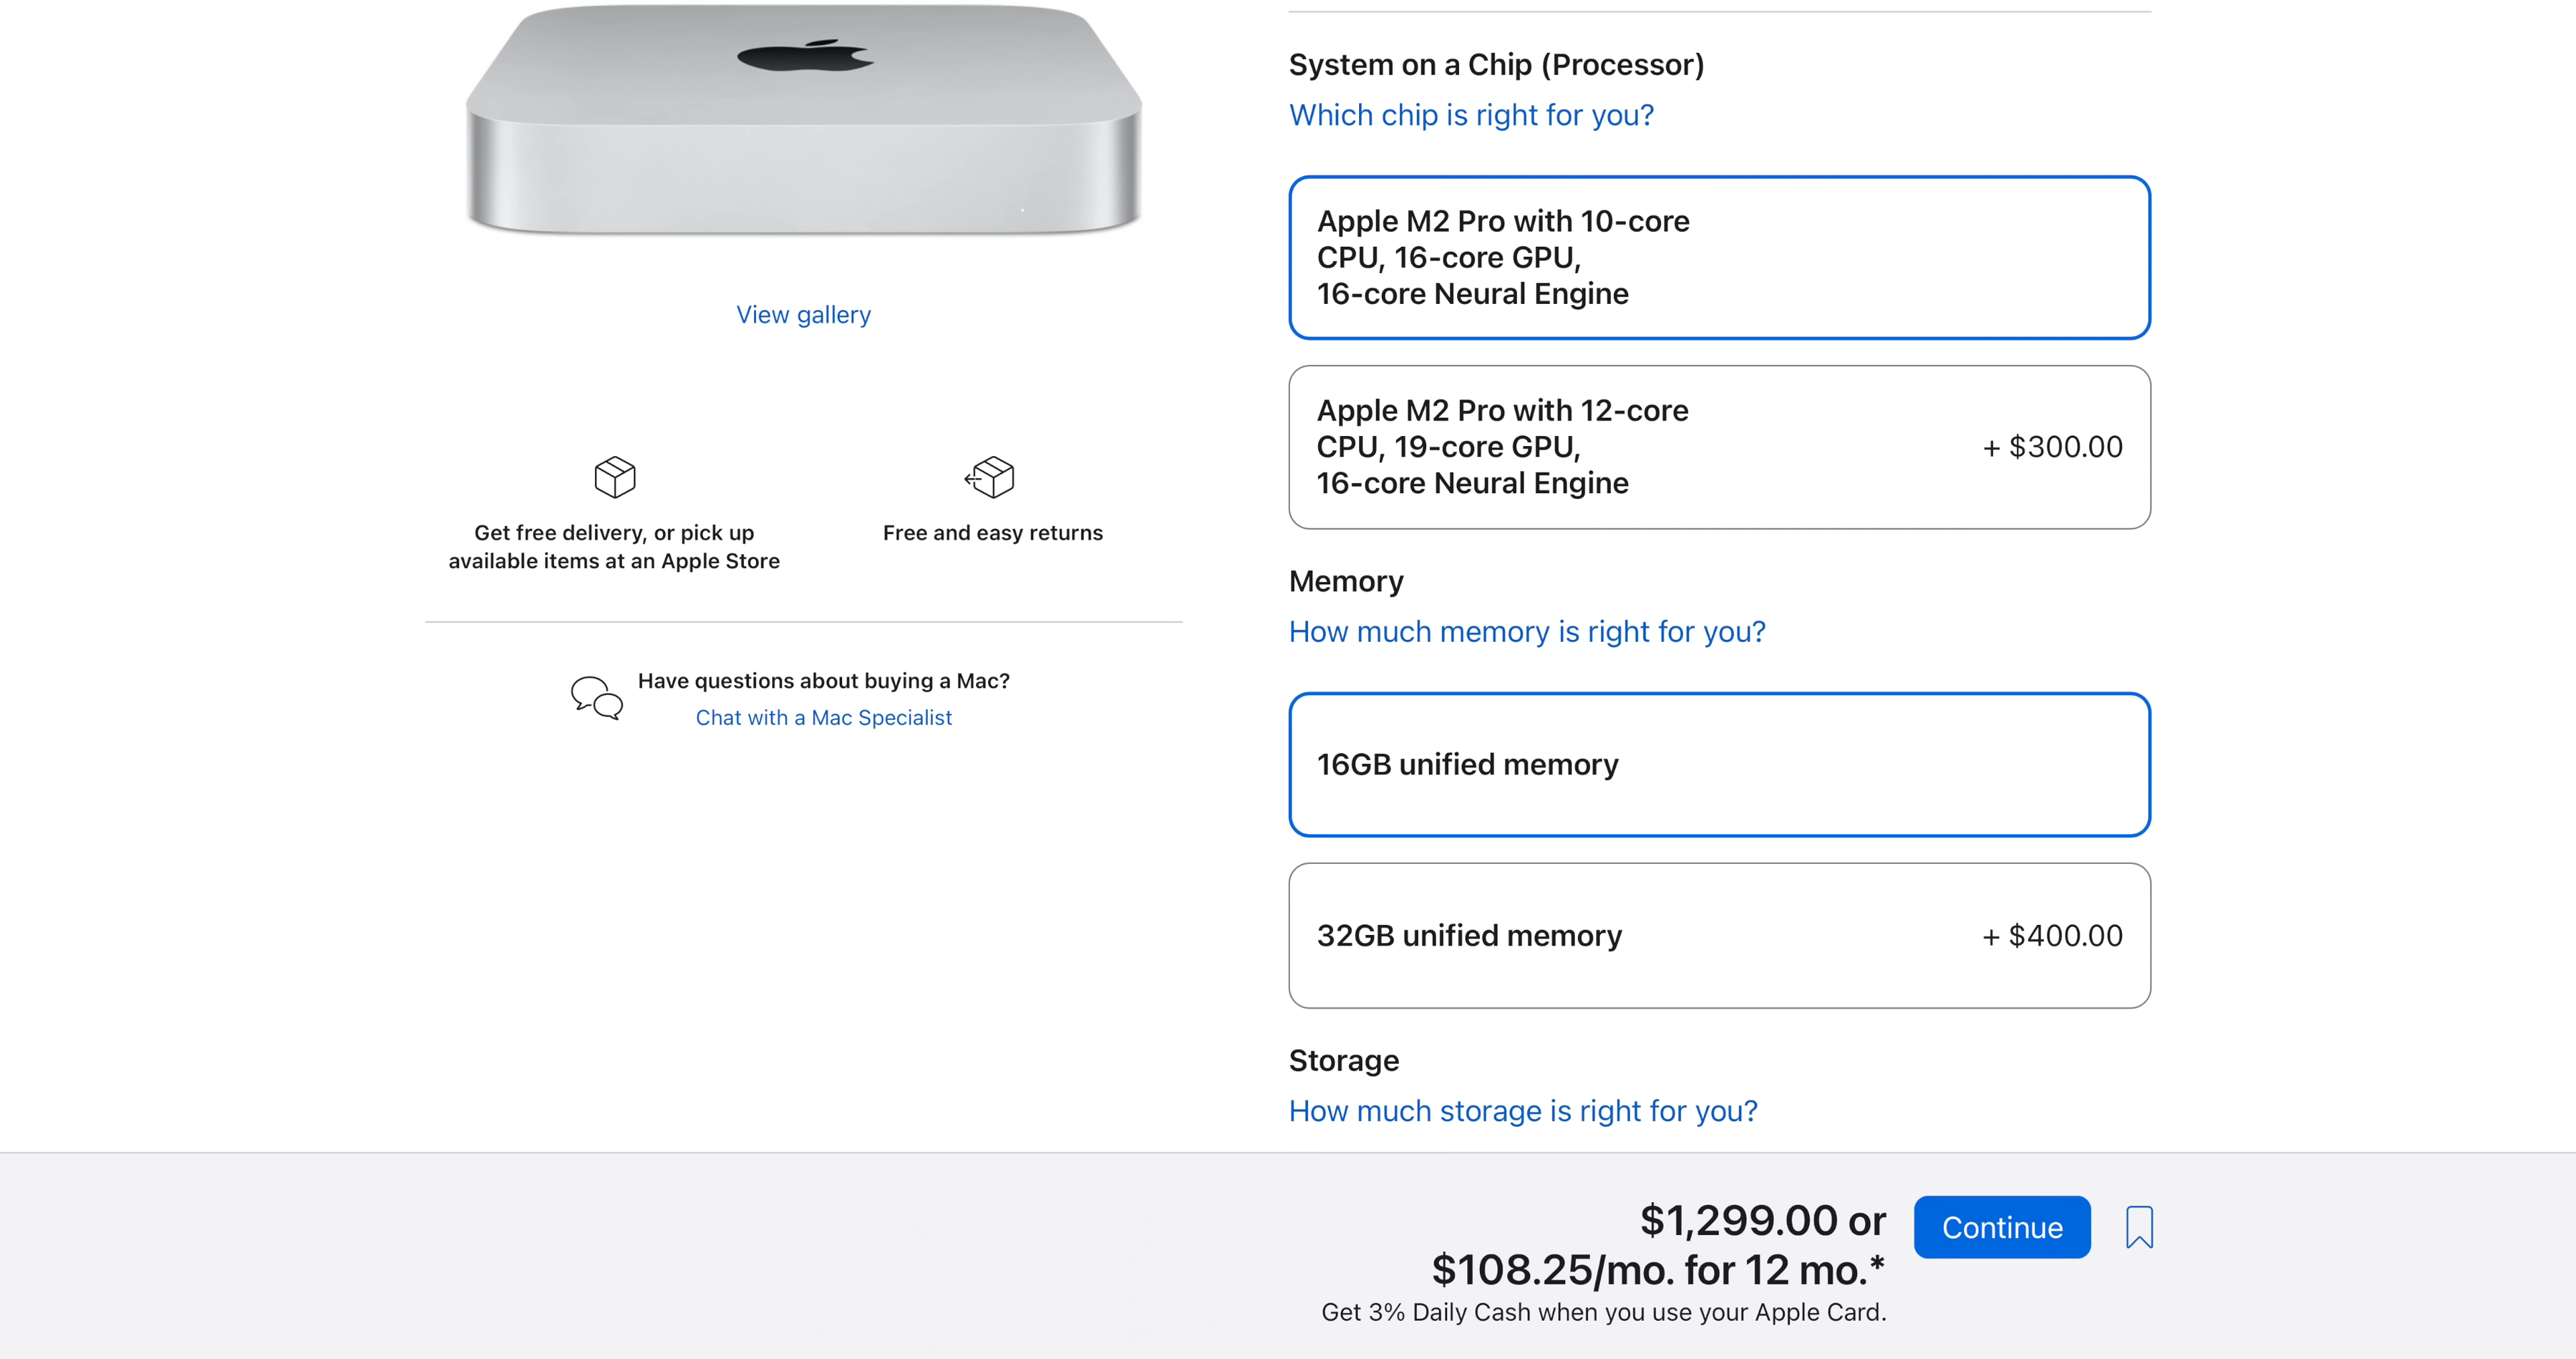 View gallery
Get free delivery, or pick up
available items at an Apple Store
Free and easy returns
Have questions about buying a Mac?
Chat with a Mac Specialist
System on a Chip (Processor)
Which chip is right for you?
Apple M2 Pro with 10-core
CPU, 16-core GPU,
16-core Neural Engine
Apple M2 Pro with 12-core
CPU, 19-core GPU,
16-core Neural Engine
+ $300.00
Memory
How much memory is right for you?
16GB unified memory
32GB unified memory
+ $400.00
Storage
How much storage is right for you?
$1,299.00 or
$108.25/mo. for 12 mo.*
Get 3% Daily Cash when you use your Apple Card.
Continue